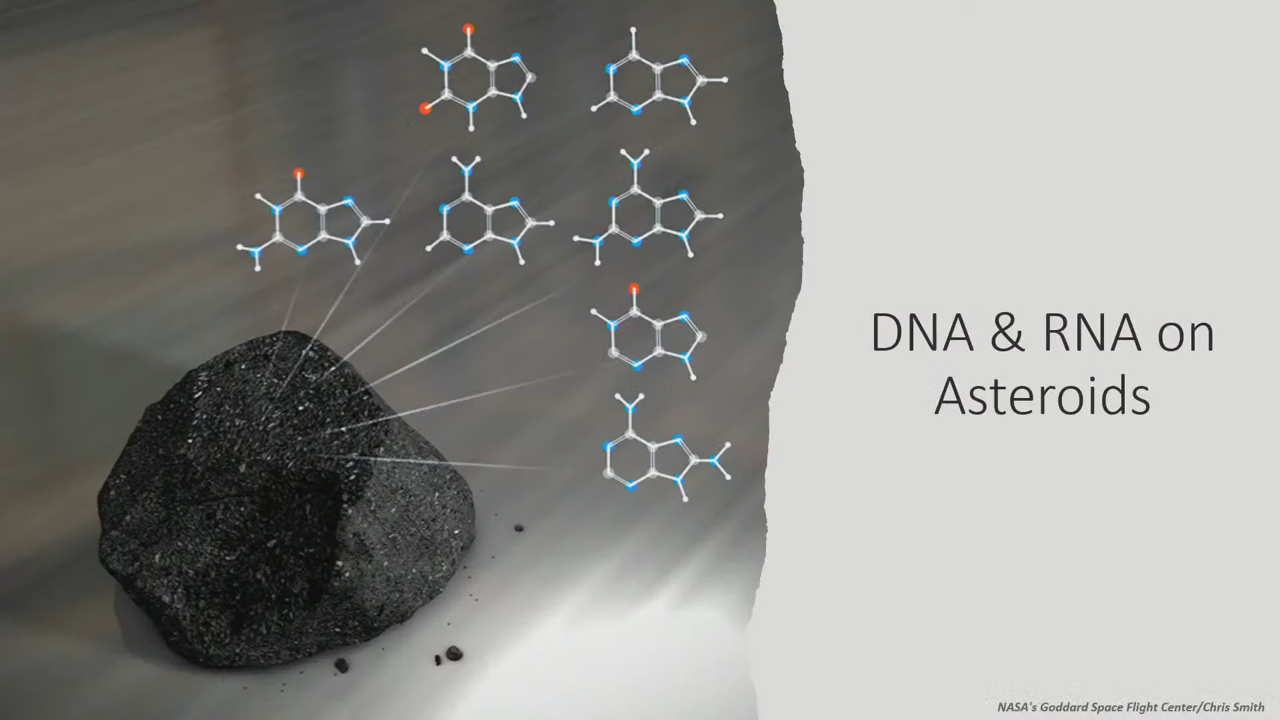 DNA & RNA on
Asteroids
NASA's Goddard Space Flight Center/Chris Smith